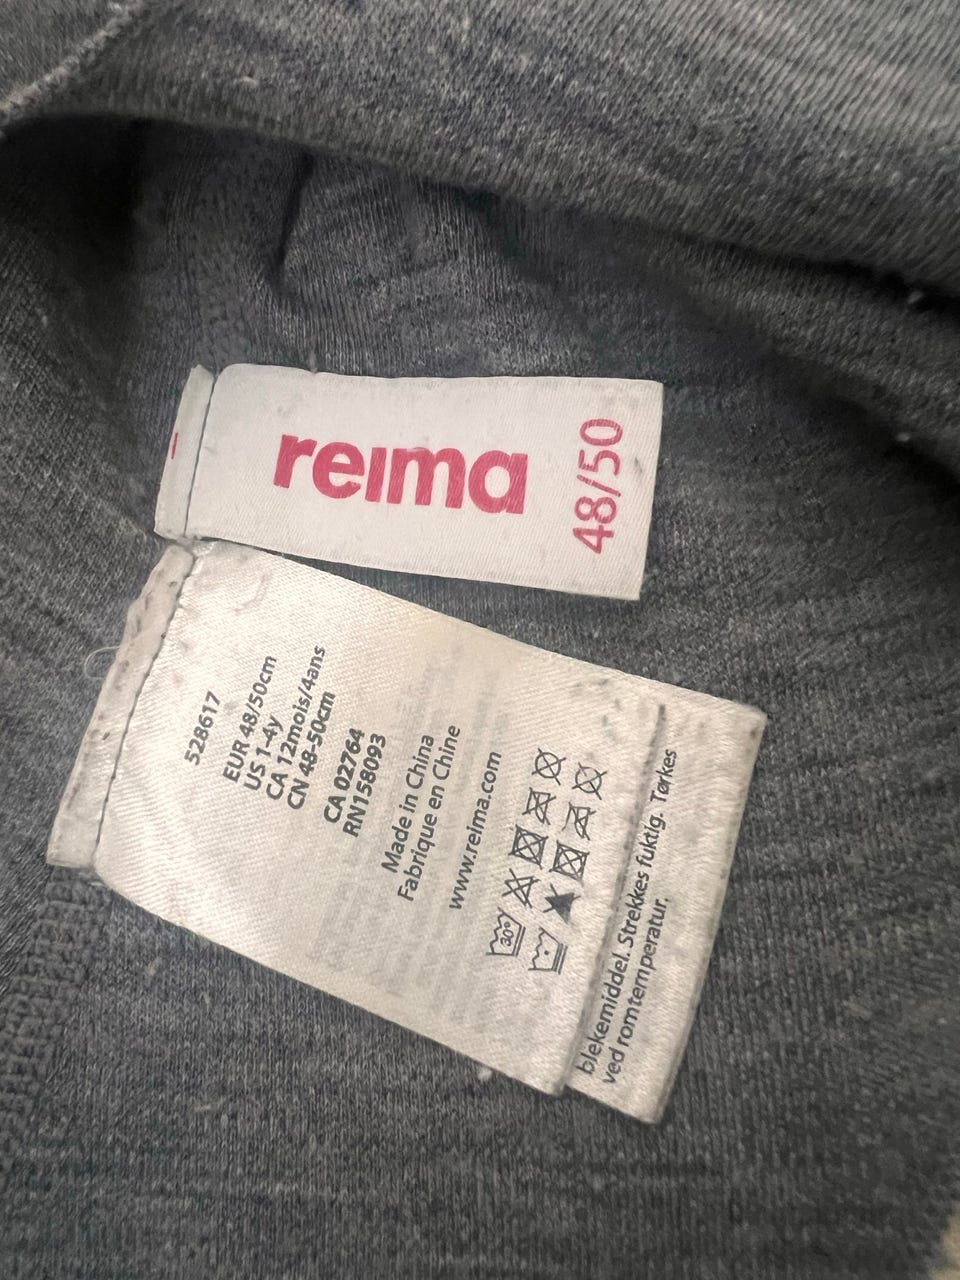 reima
48/50
528617
EUR 48/50cm
US 1-4y
CA 12mois/4ans
CN 48-50cm
CA 02764
RN158093
Made in China
Fabrique en Chine
www.reima.com
30°
blekemiddel. Strekkes fuktig. Tørkes
ved romtemperatur.